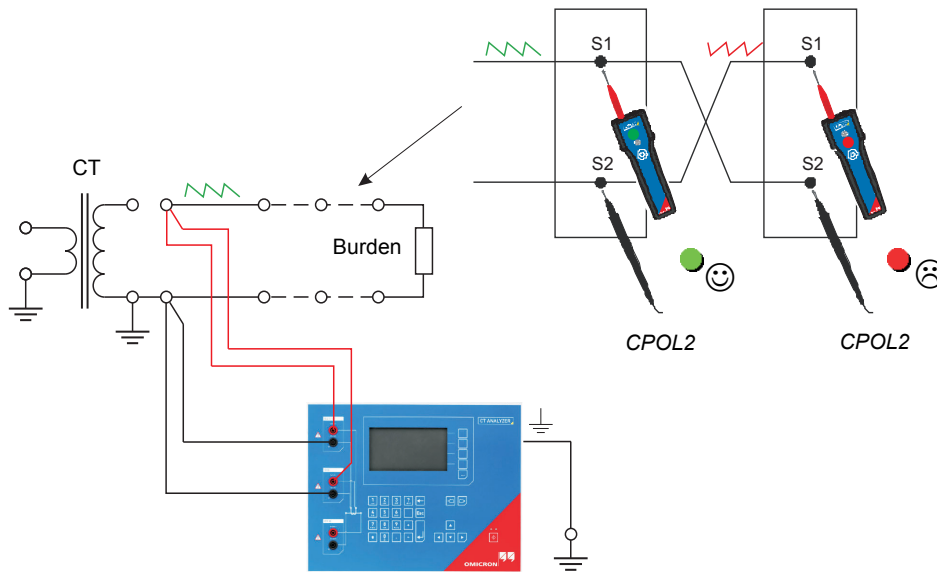 S1
S1
S2
S2
CT
Burden
CPOL2
CPOL2
CT ANALYZER
OMICRON